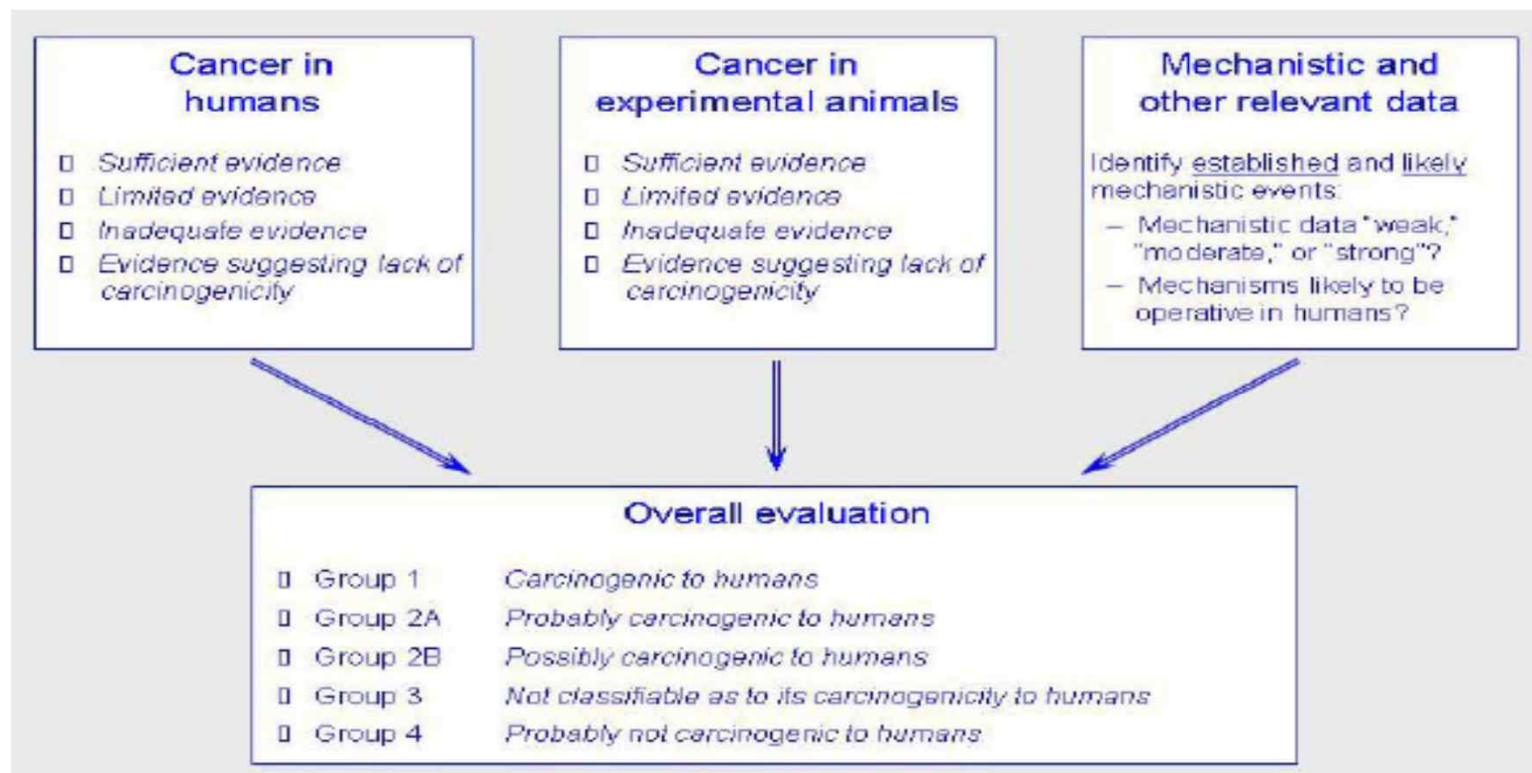 Cancer in
humans
▯ Sufficient evidence
▯ Limited evidence
▯ Inadequate evidence
▯ Evidence suggesting lack of
carcinogenicity
Cancer in
experimental animals
▯ Sufficient evidence
▯ Limited evidence
▯ Inadequate evidence
▯ Evidence suggesting lack of
carcinogenicity
Mechanistic and
other relevant data
Identify established and likely
mechanistic events:
– Mechanistic data "weak,"
"moderate," or "strong"?
– Mechanisms likely to be
operative in humans?
Overall evaluation
▯ Group 1 Carcinogenic to humans
▯ Group 2A Probably carcinogenic to humans
▯ Group 2B Possibly carcinogenic to humans
▯ Group 3 Not classifiable as to its carcinogenicity to humans
▯ Group 4 Probably not carcinogenic to humans